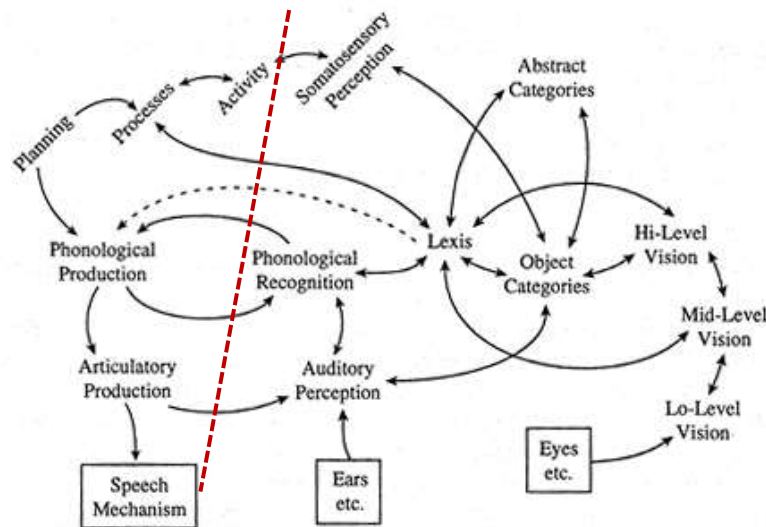 Planning
Processes
Activity
Somatosensory
Perception
Abstract
Categories
Phonological
Production
Phonological
Recognition
Lexis
Object
Categories
Hi-Level
Vision
Mid-Level
Vision
Articulatory
Production
Auditory
Perception
Lo-Level
Vision
Speech
Mechanism
Ears
etc.
Eyes
etc.